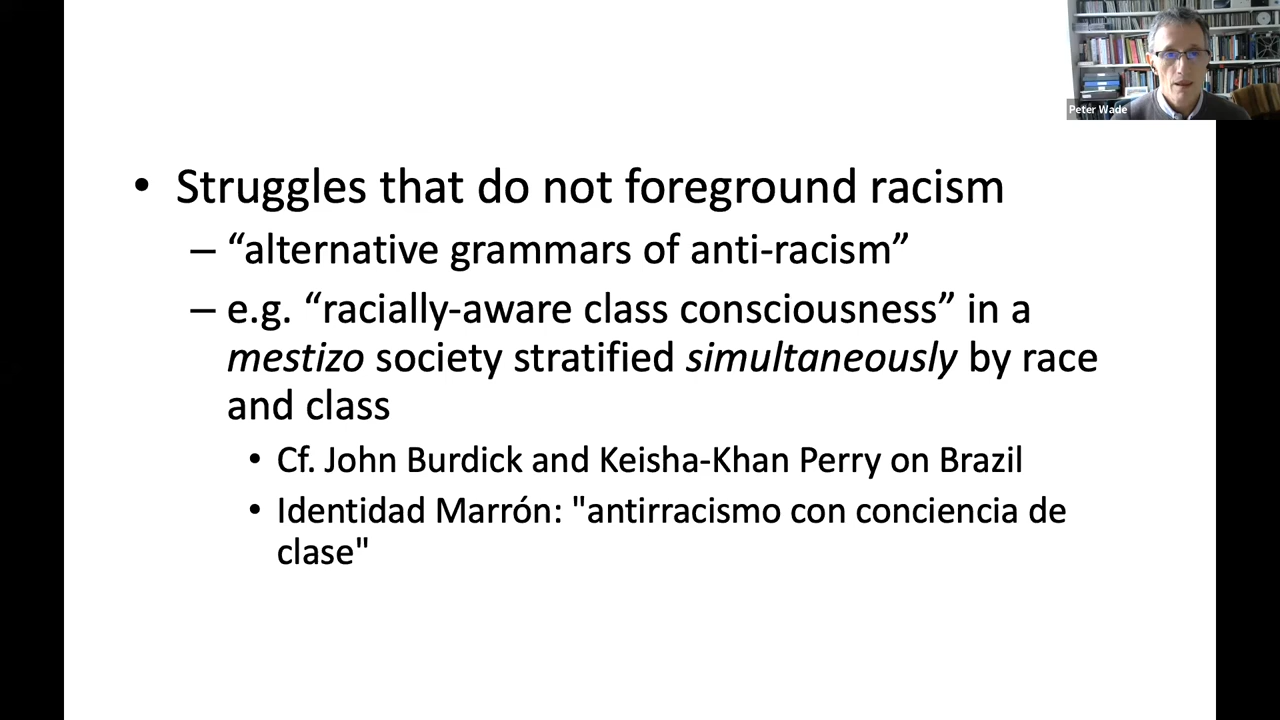 Peter Wade
• Struggles that do not foreground racism
– “alternative grammars of anti-racism”
– e.g. “racially-aware class consciousness” in a
mestizo society stratified simultaneously by race
and class
• Cf. John Burdick and Keisha-Khan Perry on Brazil
• Identidad Marrón: "antirracismo con conciencia de
clase"